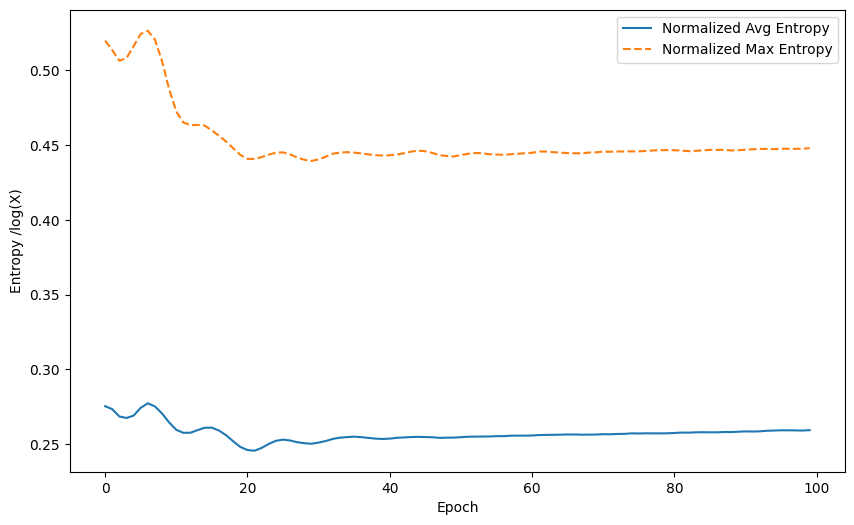 Normalized Avg Entropy
Normalized Max Entropy
0.50
0.45
0.40
0.35
0.30
0.25
Entropy /log(X)
0 20 40 60 80 100
Epoch